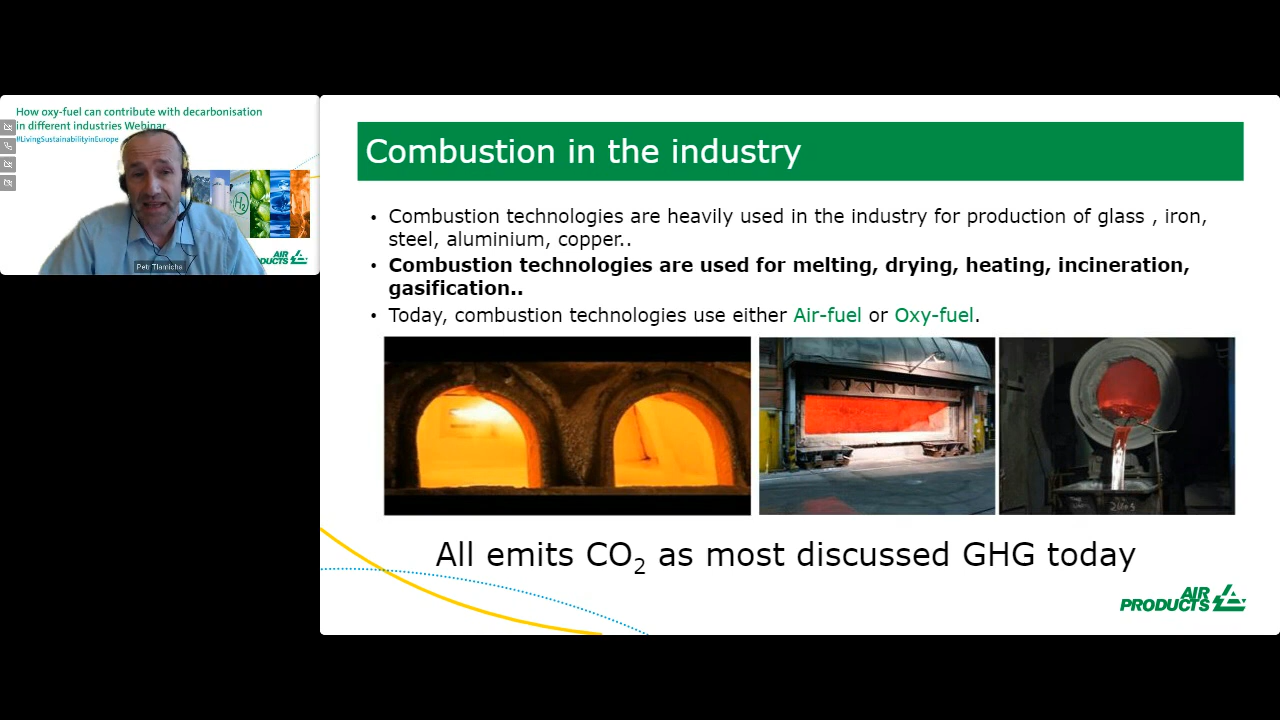 How oxy-fuel can contribute with decarbonisation
in different industries Webinar
#LivingSustainabilityinEurope
H2
AIR
PRODUCTS
Petr Tlamicha
Combustion in the industry
• Combustion technologies are heavily used in the industry for production of glass , iron,
steel, aluminium, copper..
• Combustion technologies are used for melting, drying, heating, incineration,
gasification..
• Today, combustion technologies use either Air-fuel or Oxy-fuel.
All emits CO₂ as most discussed GHG today
AIR
PRODUCTS